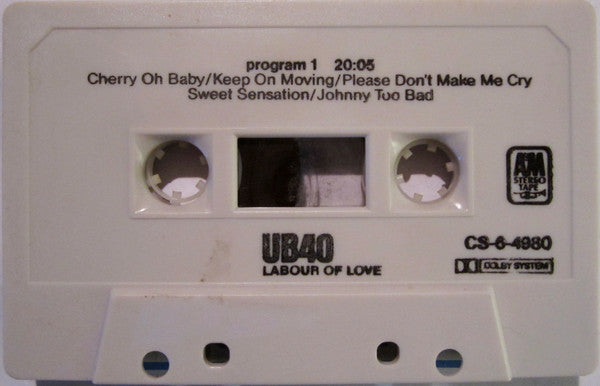 program 1 20:05
Cherry Oh Baby/Keep On Moving/Please Don't Make Me Cry
Sweet Sensation/Johnny Too Bad
A&M
STEREO
TAPE
UB40
LABOUR OF LOVE
CS-6-4980
DOLBY SYSTEM